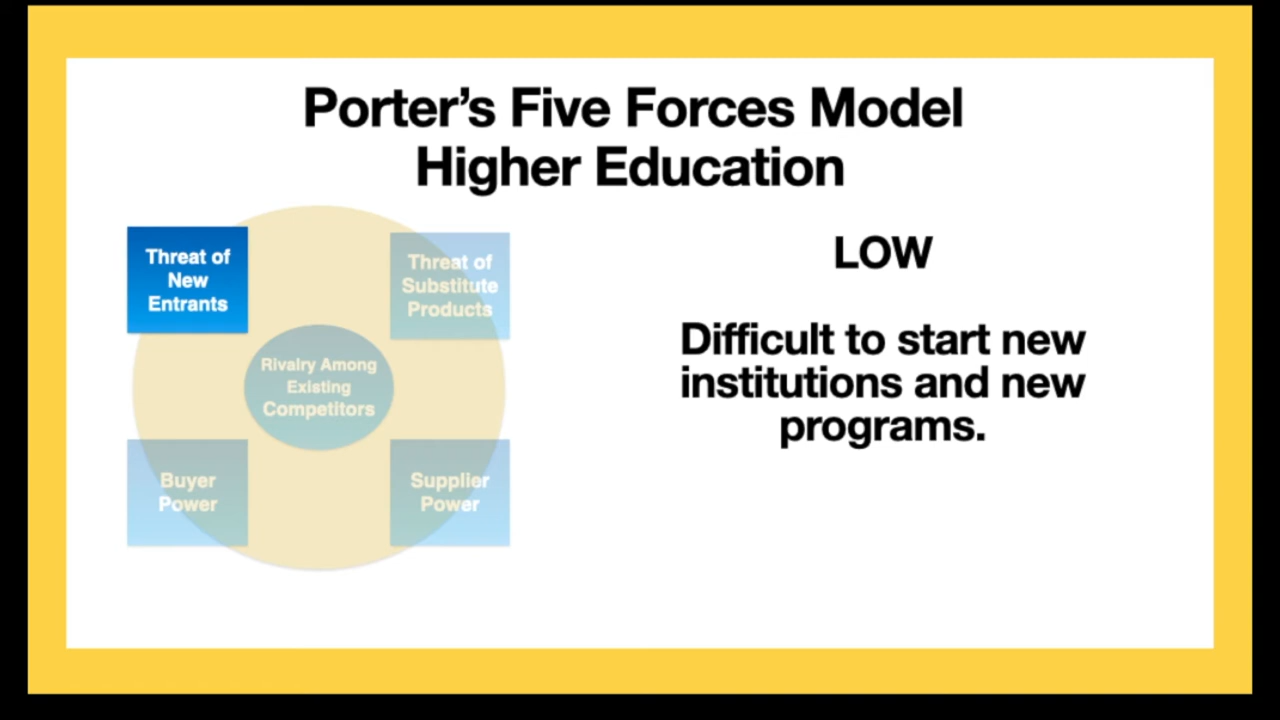 Porter's Five Forces Model
Higher Education
Threat of
New
Entrants
Threat of
Substitute
Products
Rivalry Among
Existing
Competitors
Buyer
Power
Supplier
Power
LOW
Difficult to start new
institutions and new
programs.